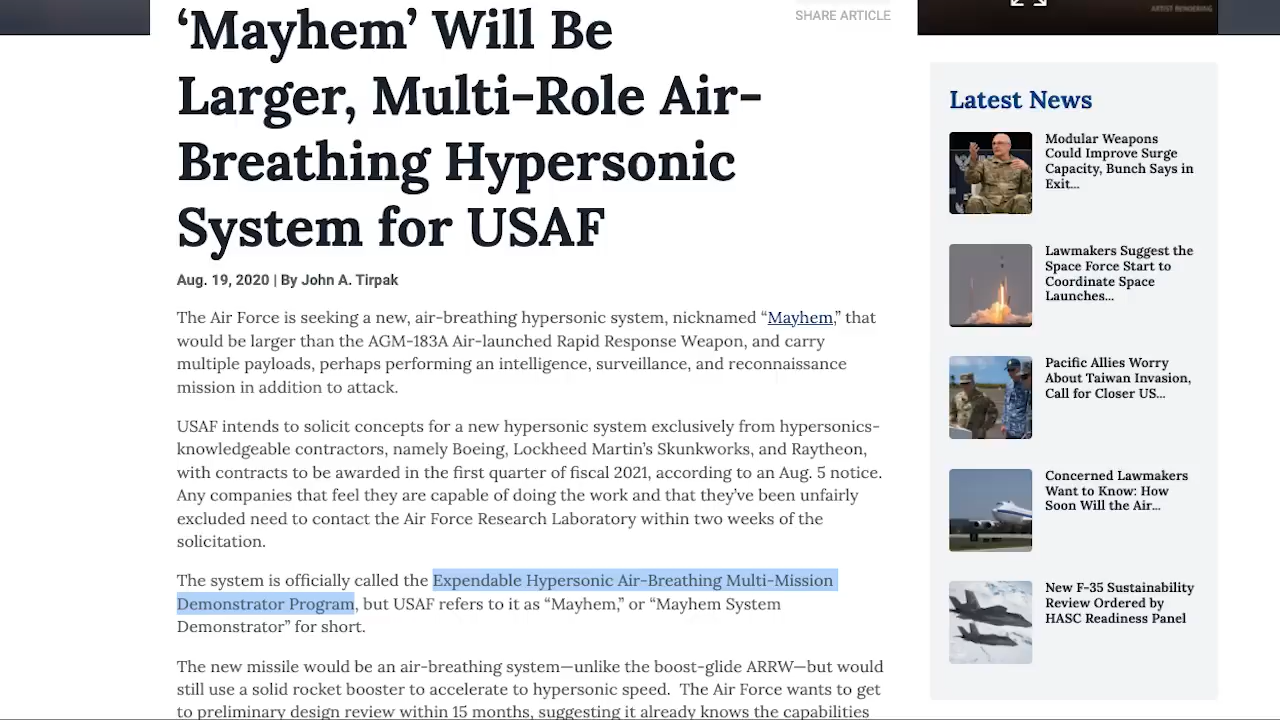 ‘Mayhem’ Will Be
Larger, Multi-Role Air-
Breathing Hypersonic
System for USAF
SHARE ARTICLE
ARTIST RENDERING
Aug. 19, 2020 | By John A. Tirpak
The Air Force is seeking a new, air-breathing hypersonic system, nicknamed “Mayhem,” that
would be larger than the AGM-183A Air-launched Rapid Response Weapon, and carry
multiple payloads, perhaps performing an intelligence, surveillance, and reconnaissance
mission in addition to attack.
USAF intends to solicit concepts for a new hypersonic system exclusively from hypersonics-
knowledgeable contractors, namely Boeing, Lockheed Martin’s Skunkworks, and Raytheon,
with contracts to be awarded in the first quarter of fiscal 2021, according to an Aug. 5 notice.
Any companies that feel they are capable of doing the work and that they’ve been unfairly
excluded need to contact the Air Force Research Laboratory within two weeks of the
solicitation.
The system is officially called the Expendable Hypersonic Air-Breathing Multi-Mission
Demonstrator Program, but USAF refers to it as “Mayhem,” or “Mayhem System
Demonstrator” for short.
The new missile would be an air-breathing system—unlike the boost-glide ARRW—but would
still use a solid rocket booster to accelerate to hypersonic speed.  The Air Force wants to get
to preliminary design review within 15 months, suggesting it already knows the capabilities
Latest News
Modular Weapons
Could Improve Surge
Capacity, Bunch Says in
Exit...
Lawmakers Suggest the
Space Force Start to
Coordinate Space
Launches...
Pacific Allies Worry
About Taiwan Invasion,
Call for Closer US...
Concerned Lawmakers
Want to Know: How
Soon Will the Air...
New F-35 Sustainability
Review Ordered by
HASC Readiness Panel